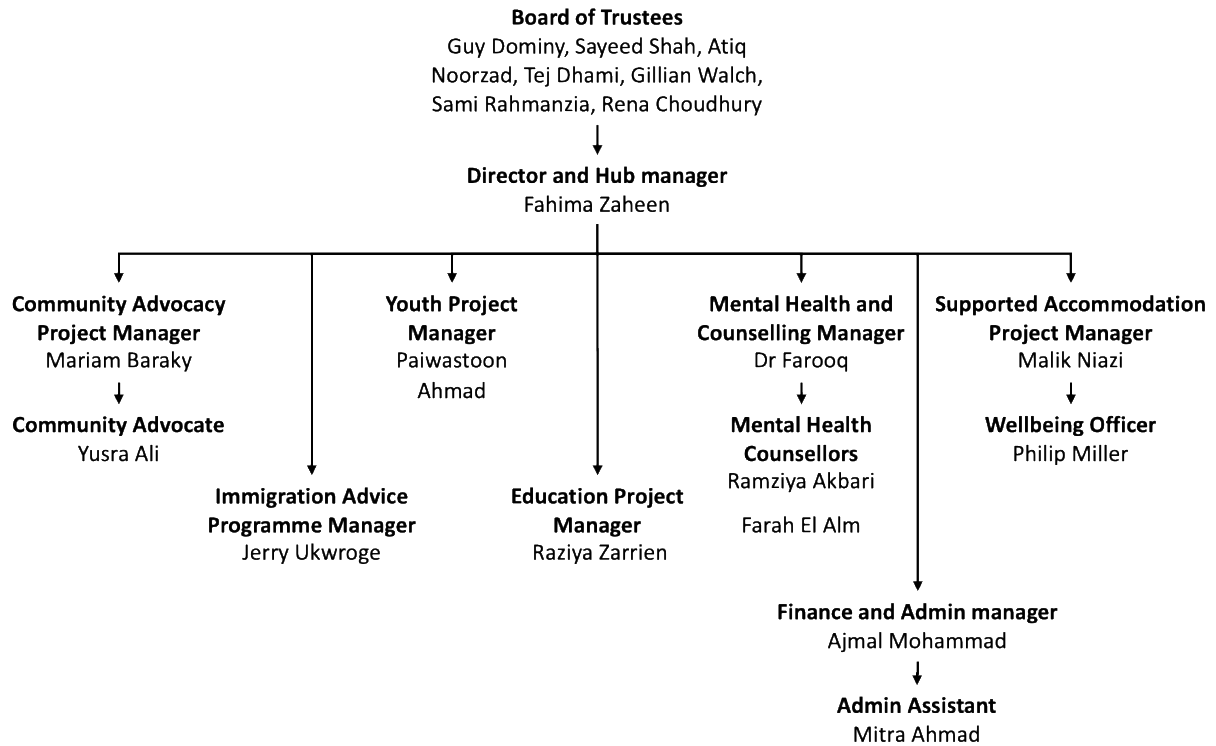 Board of Trustees
Guy Dominy, Sayeed Shah, Atiq
Noorzad, Tej Dhami, Gillian Walch,
Sami Rahmanzia, Rena Choudhury
Director and Hub manager
Fahima Zaheen
Community Advocacy
Project Manager
Mariam Baraky
Community Advocate
Yusra Ali
Immigration Advice
Programme Manager
Jerry Ukwroge
Youth Project
Manager
Paiwastoon
Ahmad
Education Project
Manager
Raziya Zarrien
Mental Health and
Counselling Manager
Dr Farooq
Mental Health
Counsellors
Ramziya Akbari
Farah El Alm
Finance and Admin manager
Ajmal Mohammad
Admin Assistant
Mitra Ahmad
Supported Accommodation
Project Manager
Malik Niazi
Wellbeing Officer
Philip Miller